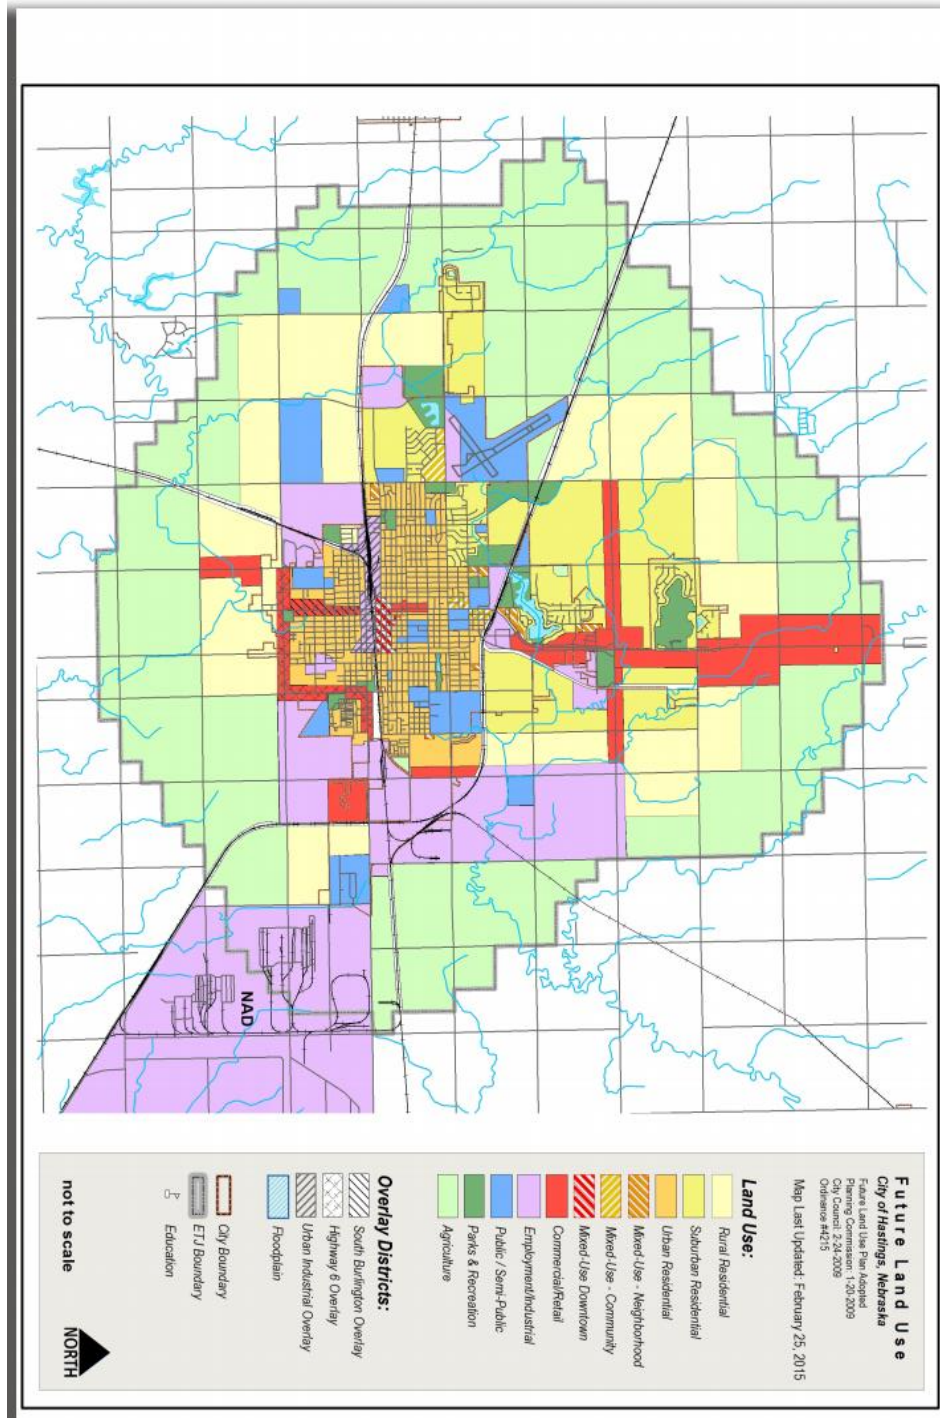 Future Land Use
City of Hastings, Nebraska
Future Land Use Plan Adopted
Planning Commission: 1-20-2009
City Council: 2-24-2009
Ordinance #4215
Map Last Updated: February 25, 2015
Land Use:
Rural Residential
Suburban Residential
Urban Residential
Mixed-Use - Neighborhood
Mixed-Use - Community
Mixed-Use Downtown
Commercial/Retail
Employment/Industrial
Public / Semi-Public
Parks & Recreation
Agriculture
Overlay Districts:
South Burlington Overlay
Highway 6 Overlay
Urban Industrial Overlay
Floodplain
City Boundary
ETJ Boundary
Education
not to scale
NORTH
NAD